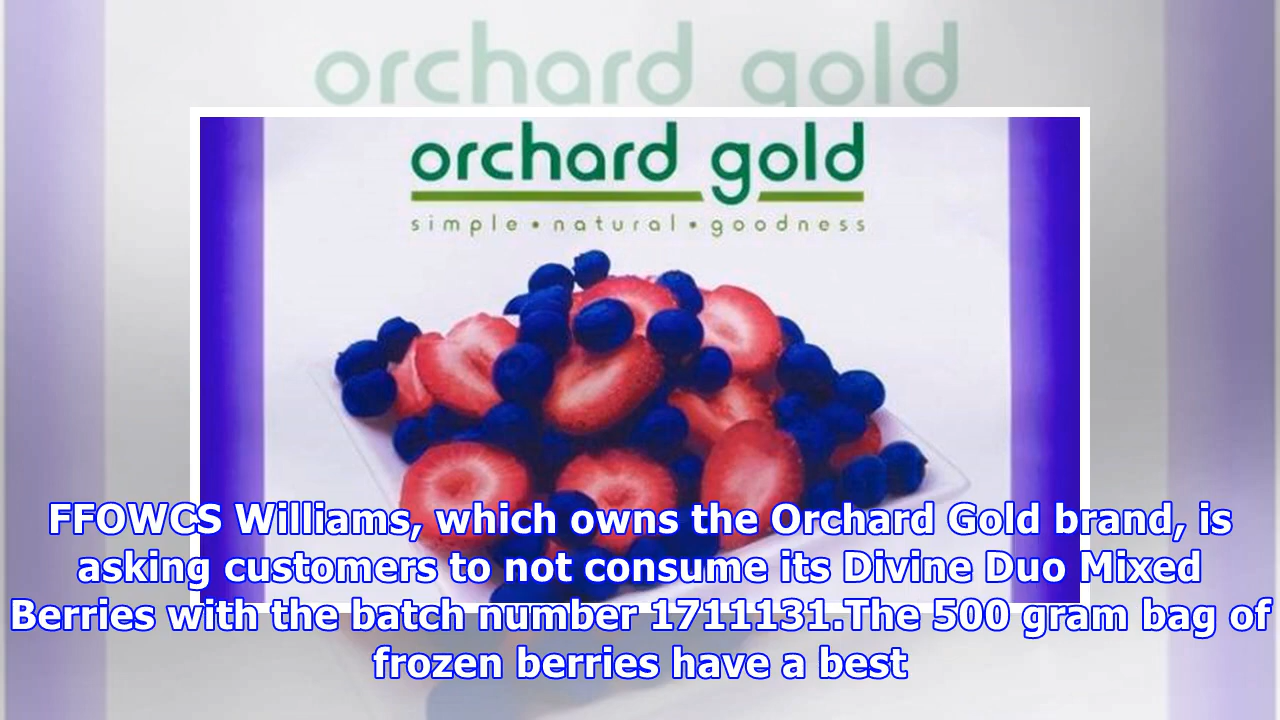 orchard gold
orchard gold
simple • natural • goodness
FFOWCS Williams, which owns the Orchard Gold brand, is
asking customers to not consume its Divine Duo Mixed
Berries with the batch number 1711131.The 500 gram bag of
frozen berries have a best